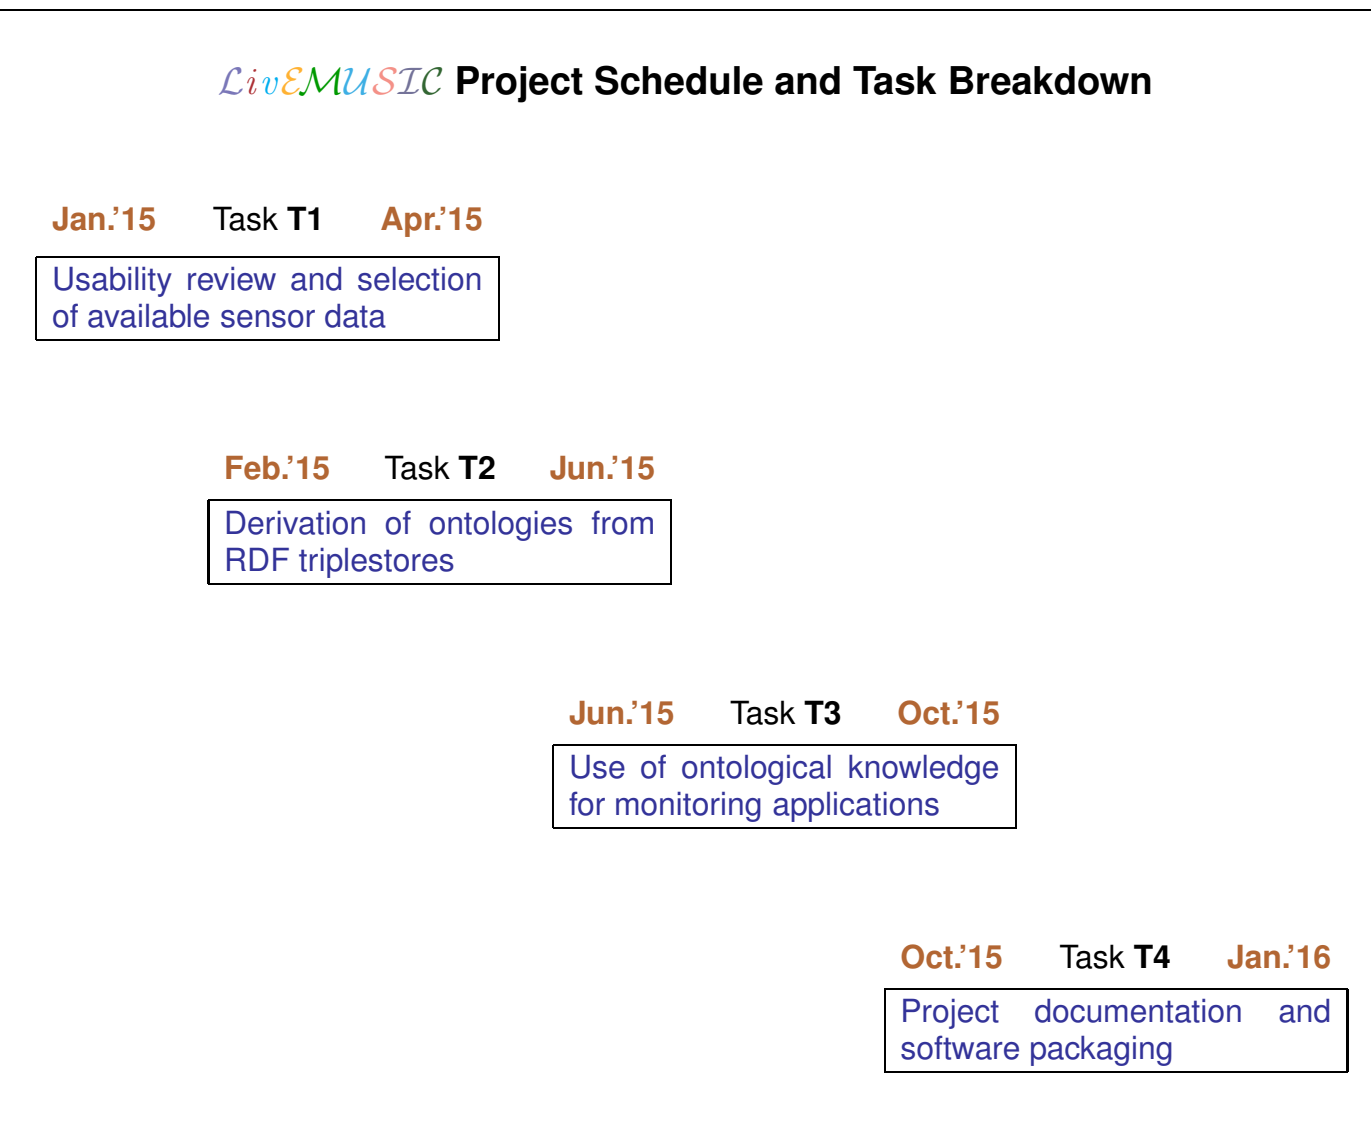 LivEMUSIC Project Schedule and Task Breakdown
Jan.'15 Task T1 Apr.'15
Usability review and selection
of available sensor data
Feb.'15 Task T2 Jun.'15
Derivation of ontologies from
RDF triplestores
Jun.'15 Task T3 Oct.'15
Use of ontological knowledge
for monitoring applications
Oct.'15 Task T4 Jan.'16
Project documentation and
software packaging